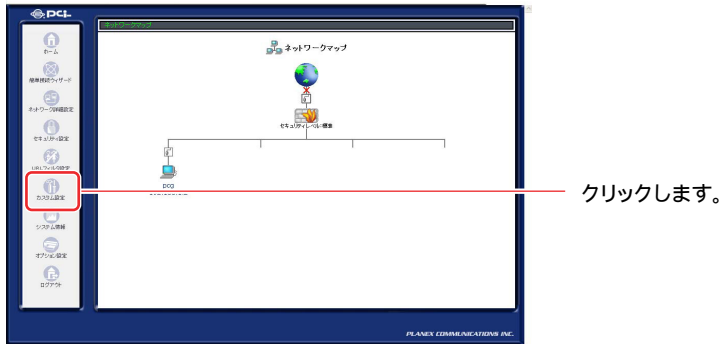 pci
ネットワークマップ
ネットワークマップ
ホーム
簡単接続ウィザード
ネットワーク詳細設定
セキュリティ設定
URLフィルタ設定
カスタム設定
システム情報
オプション設定
ログアウト
セキュリティレベル:標準
pcg
クリックします。
PLANEX COMMUNICATIONS INC.